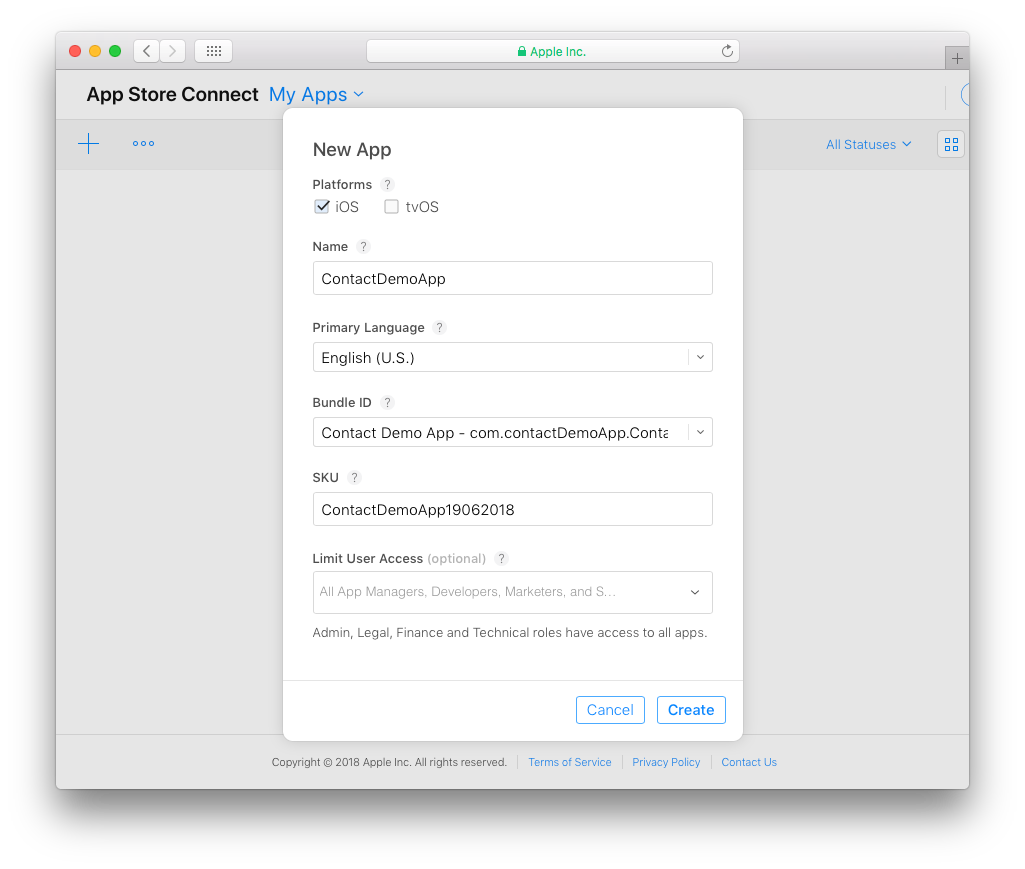 Apple Inc.
App Store Connect My Apps
All Statuses
New App
Platforms ?
iOS tvOS
Name ?
ContactDemoApp
Primary Language ?
English (U.S.)
Bundle ID ?
Contact Demo App - com.contactDemoApp.Conta
SKU ?
ContactDemoApp19062018
Limit User Access (optional) ?
All App Managers, Developers, Marketers, and S...
Admin, Legal, Finance and Technical roles have access to all apps.
Cancel Create
Copyright © 2018 Apple Inc. All rights reserved. Terms of Service Privacy Policy Contact Us